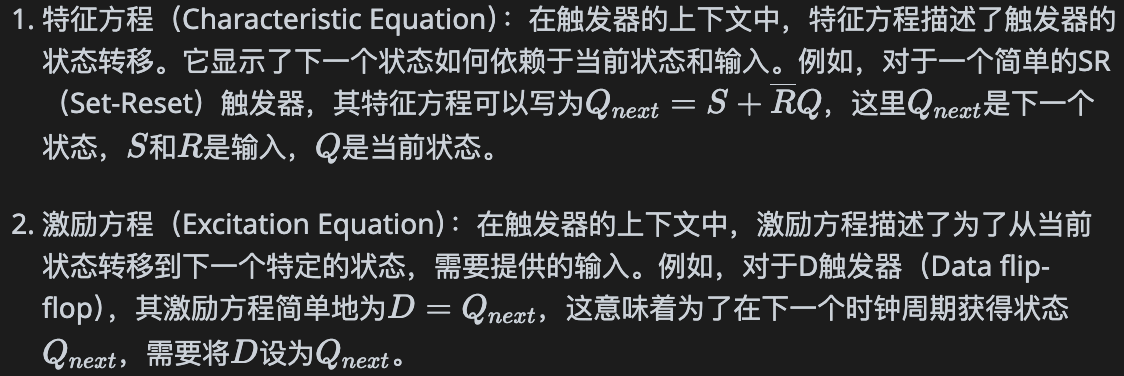 1. 特征方程（Characteristic Equation）：在触发器的上下文中，特征方程描述了触发器的
状态转移。它显示了下一个状态如何依赖于当前状态和输入。例如，对于一个简单的SR
（Set-Reset）触发器，其特征方程可以写为$Q_{next} = S + \overline{R}Q$，这里$Q_{next}$是下一个
状态，$S$和$R$是输入，$Q$是当前状态。
2. 激励方程（Excitation Equation）：在触发器的上下文中，激励方程描述了为了从当前
状态转移到下一个特定的状态，需要提供的输入。例如，对于D触发器（Data flip-
flop），其激励方程简单地为$D = Q_{next}$，这意味着为了在下一个时钟周期获得状态
$Q_{next}$，需要将$D$设为$Q_{next}$。